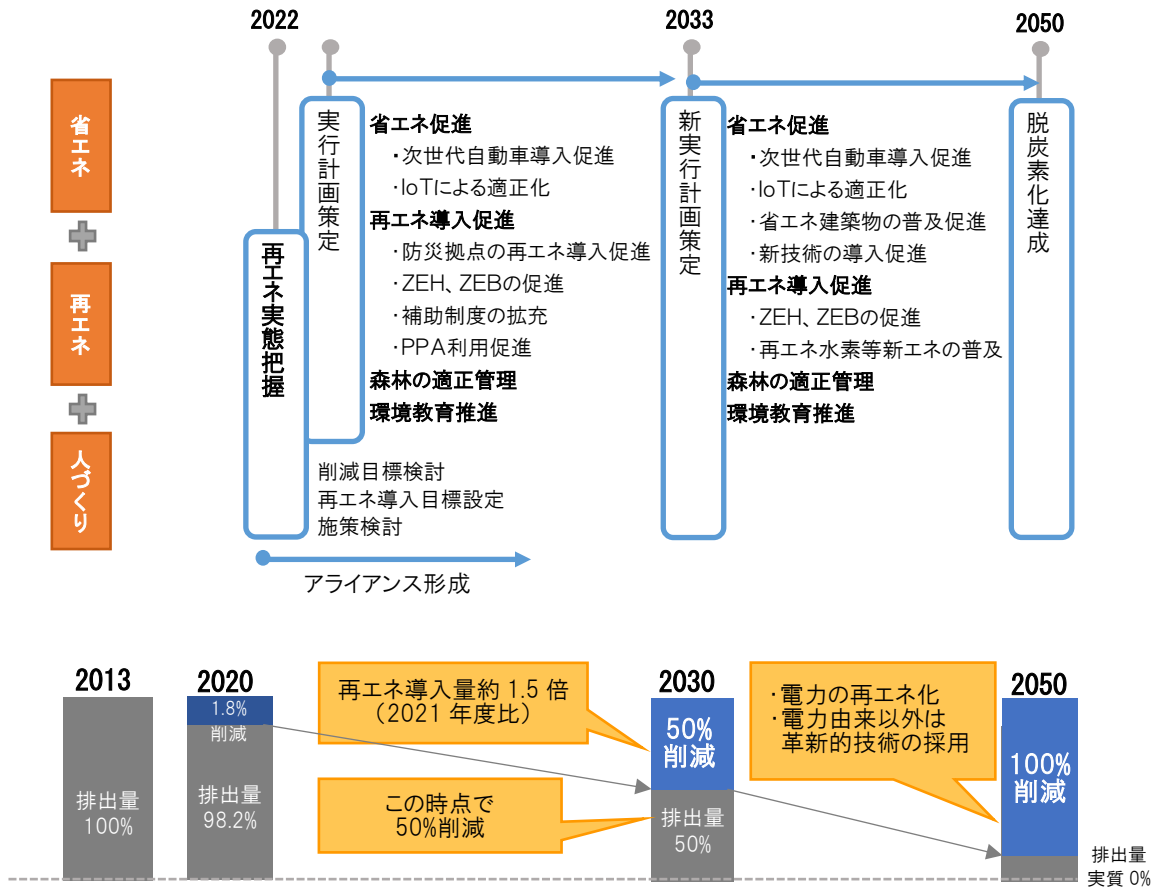 2022
2033
2050
省エネ
再エネ
人づくり
再エネ実態把握
実行計画策定
省エネ促進
・次世代自動車導入促進
・IoTによる適正化
再エネ導入促進
・防災拠点の再エネ導入促進
・ZEH、ZEBの促進
・補助制度の拡充
・PPA利用促進
森林の適正管理
環境教育推進
新実行計画策定
省エネ促進
・次世代自動車導入促進
・IoTによる適正化
・省エネ建築物の普及促進
・新技術の導入促進
再エネ導入促進
・ZEH、ZEBの促進
・再エネ水素等新エネの普及
森林の適正管理
環境教育推進
脱炭素化達成
削減目標検討
再エネ導入目標設定
施策検討
アライアンス形成
2013
排出量
100%
2020
1.8%
削減
排出量
98.2%
再エネ導入量約 1.5 倍
（2021 年度比）
この時点で
50%削減
2030
50%
削減
排出量
50%
・電力の再エネ化
・電力由来以外は
革新的技術の採用
2050
100%
削減
排出量
実質 0%